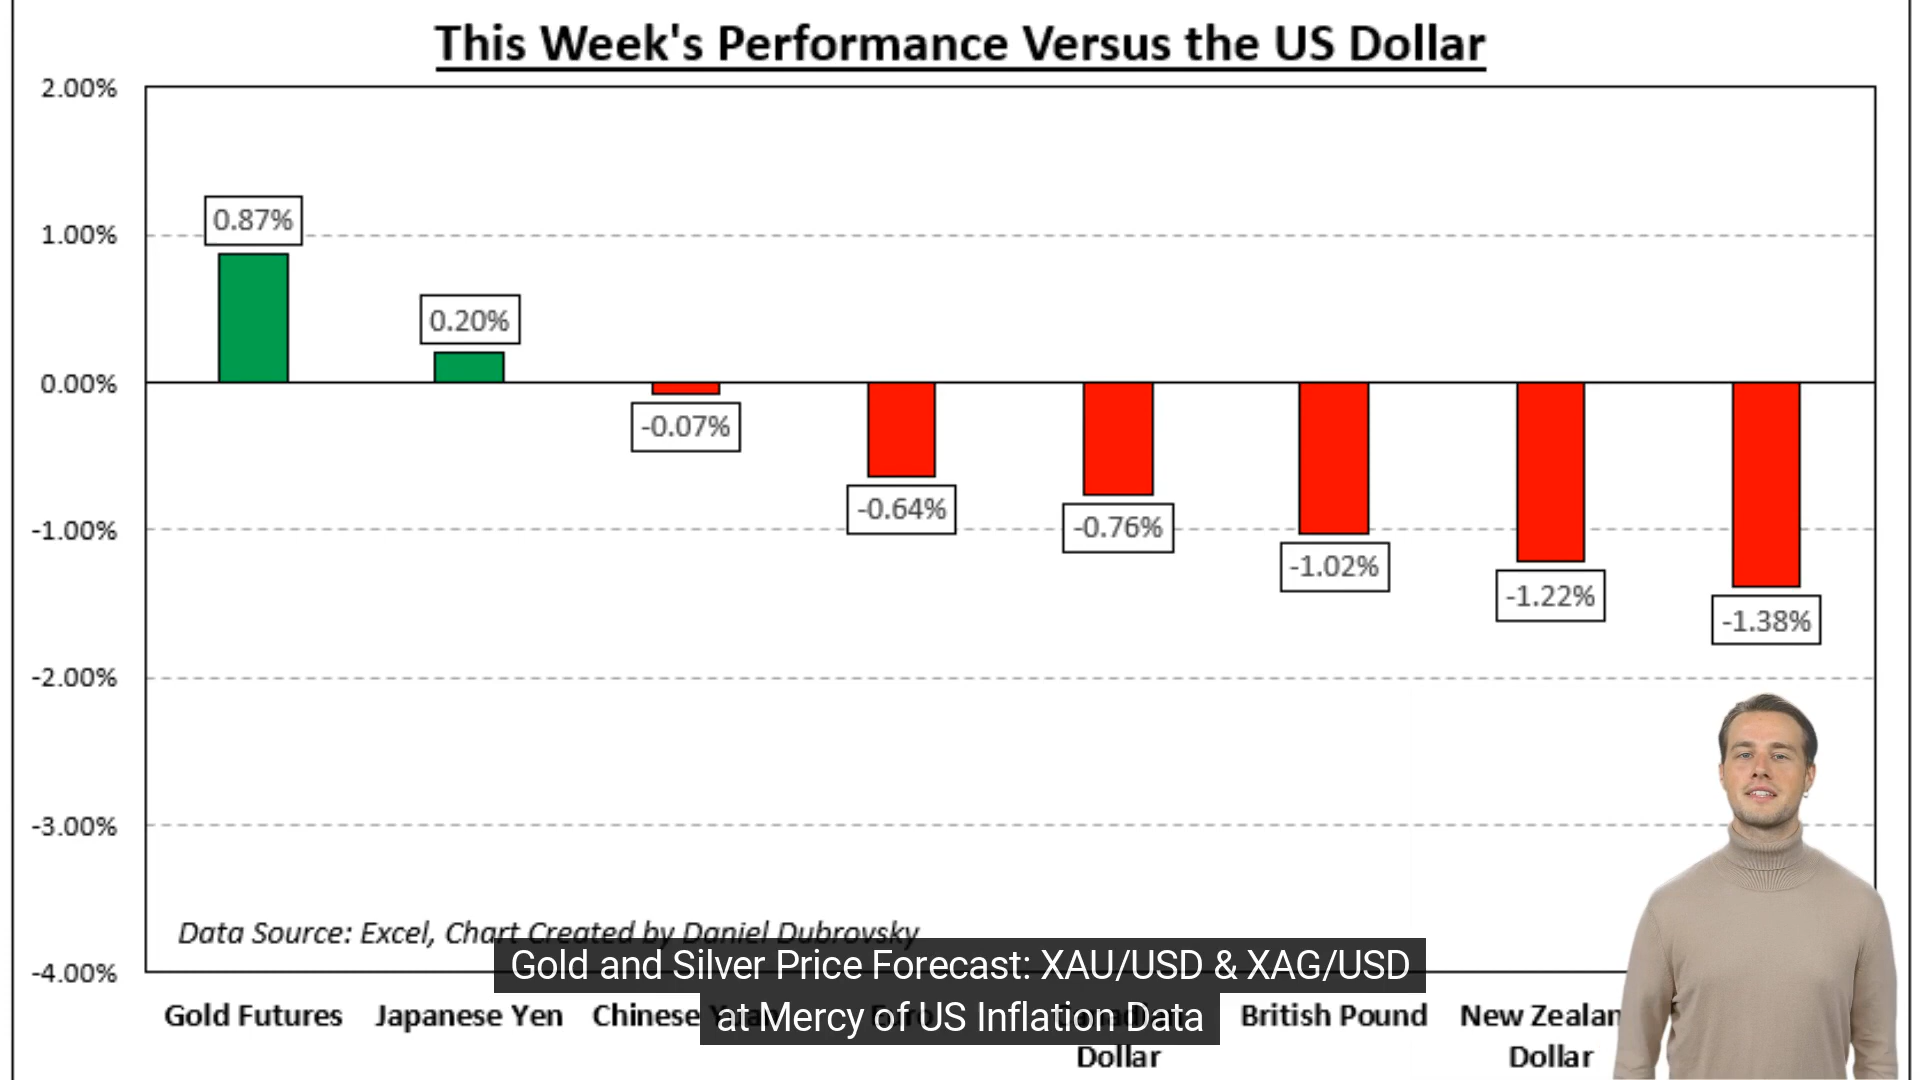 This Week's Performance Versus the US Dollar
2.00%
1.00%
0.00%
-1.00%
-2.00%
-3.00%
-4.00%
0.87%
0.20%
-0.07%
-0.64%
-0.76%
-1.02%
-1.22%
-1.38%
Data Source: Excel, Chart Created by Daniel Dubrovsky
Gold Futures
Japanese Yen
Chinese
Dollar
British Pound
New
Dollar
Gold and Silver Price Forecast: XAU/USD & XAG/USD
at Mercy of US Inflation Data